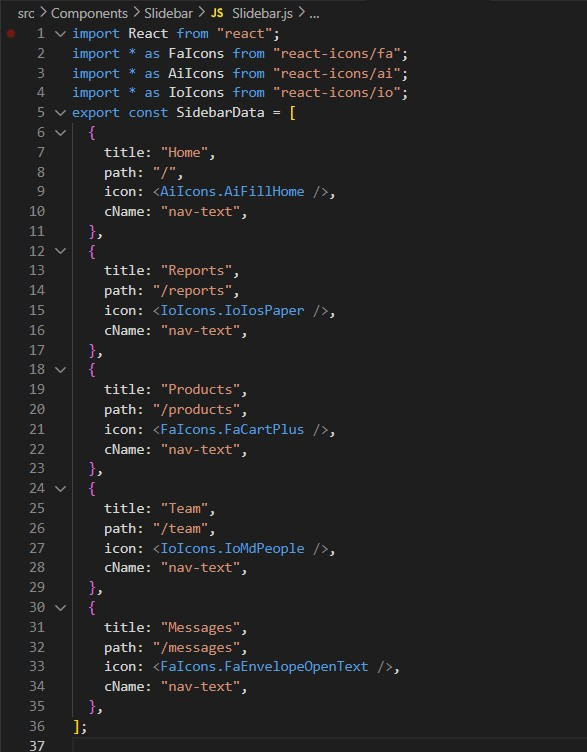 src > Components > Slidebar > JS Slidebar.js > ...
1 import React from "react";
2 import * as FaIcons from "react-icons/fa";
3 import * as AiIcons from "react-icons/ai";
4 import * as IoIcons from "react-icons/io";
5 export const SidebarData = [
6   {
7     title: "Home",
8     path: "/",
9     icon: <AiIcons.AiFillHome />,
10     cName: "nav-text",
11   },
12   {
13     title: "Reports",
14     path: "/reports",
15     icon: <IoIcons.IoIosPaper />,
16     cName: "nav-text",
17   },
18   {
19     title: "Products",
20     path: "/products",
21     icon: <FaIcons.FaCartPlus />,
22     cName: "nav-text",
23   },
24   {
25     title: "Team",
26     path: "/team",
27     icon: <IoIcons.IoMdPeople />,
28     cName: "nav-text",
29   },
30   {
31     title: "Messages",
32     path: "/messages",
33     icon: <FaIcons.FaEnvelopeOpenText />,
34     cName: "nav-text",
35   },
36 ];
37